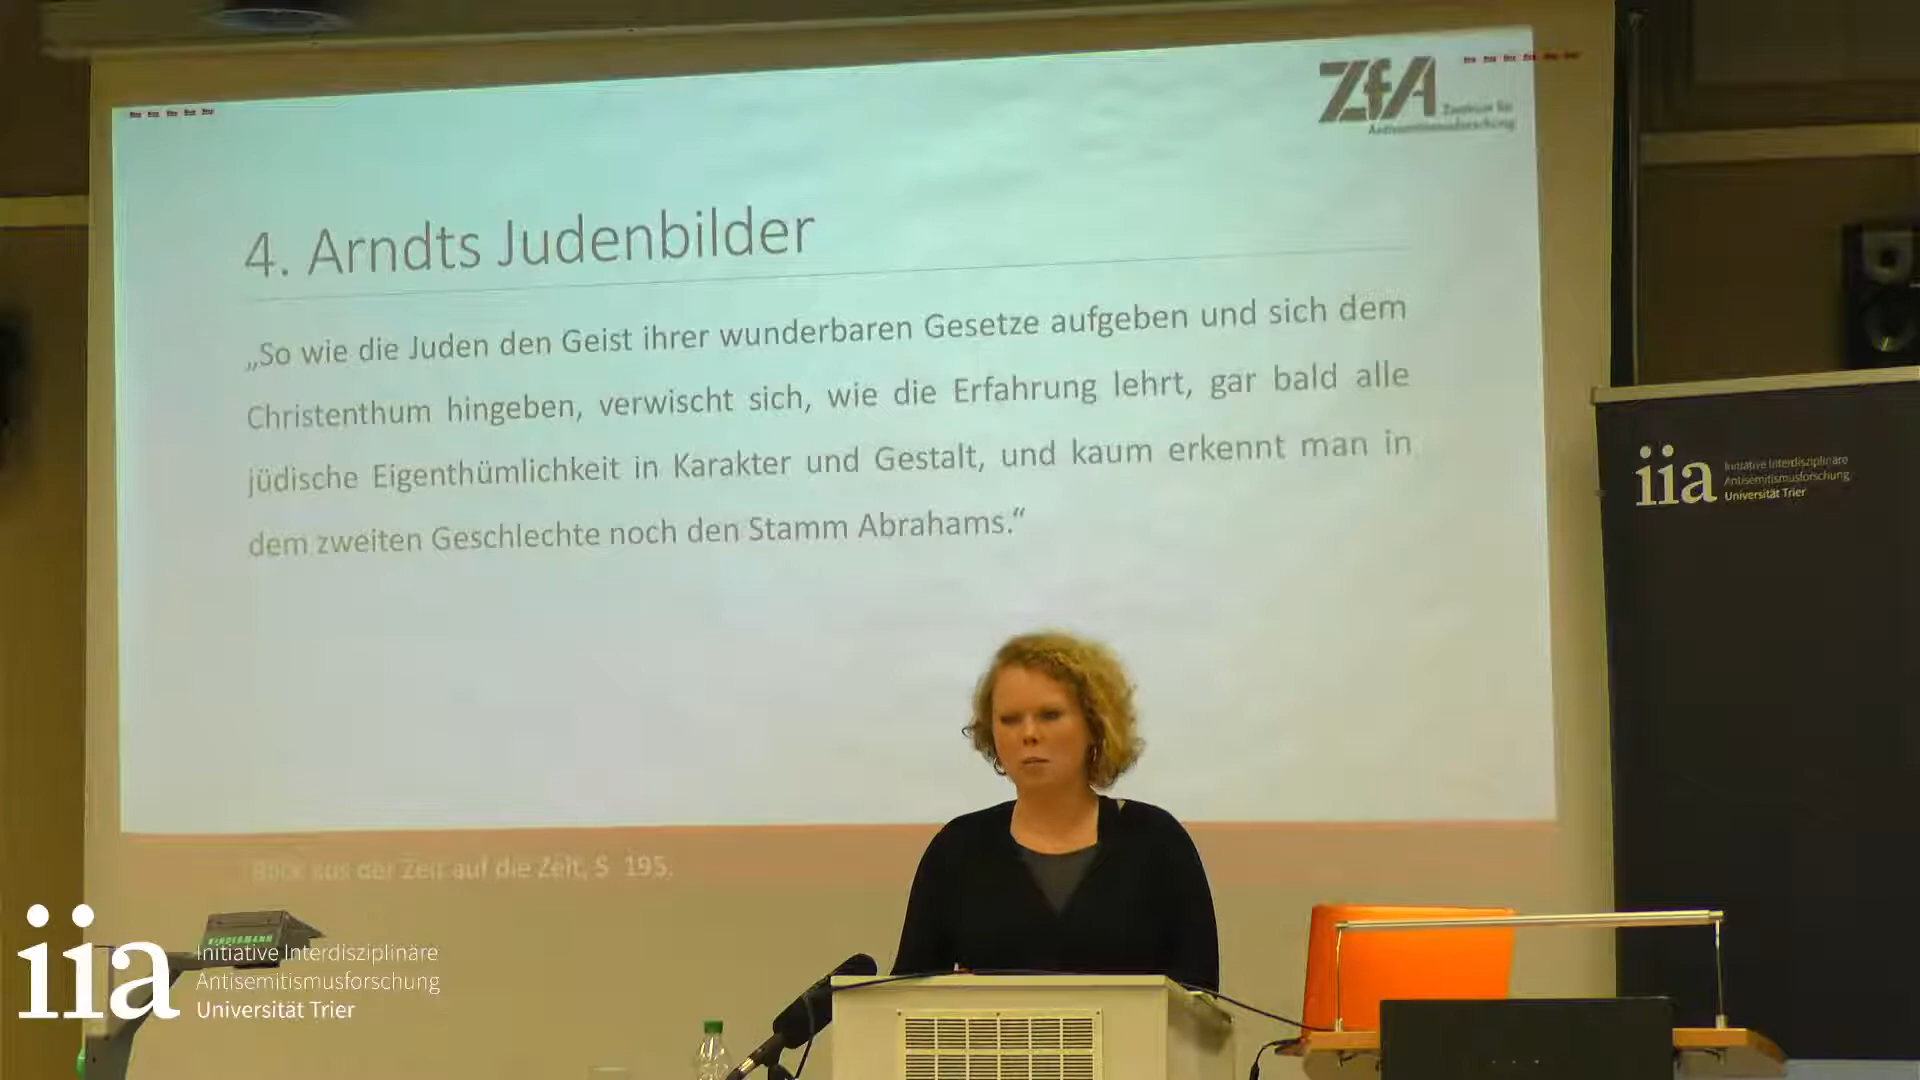 ZfA Zentrum für
Antisemitismusforschung
4. Arndts Judenbilder
„So wie die Juden den Geist ihrer wunderbaren Gesetze aufgeben und sich dem
Christenthum hingeben, verwischt sich, wie die Erfahrung lehrt, gar bald alle
jüdische Eigenthümlichkeit in Karakter und Gestalt, und kaum erkennt man in
dem zweiten Geschlechte noch den Stamm Abrahams.“
Blick aus der Zeit auf die Zeit, S. 195.
iia Initiative Interdisziplinäre
Antisemitismusforschung
Universität Trier
KINDERMANN
iia Initiative Interdisziplinäre
Antisemitismusforschung
Universität Trier